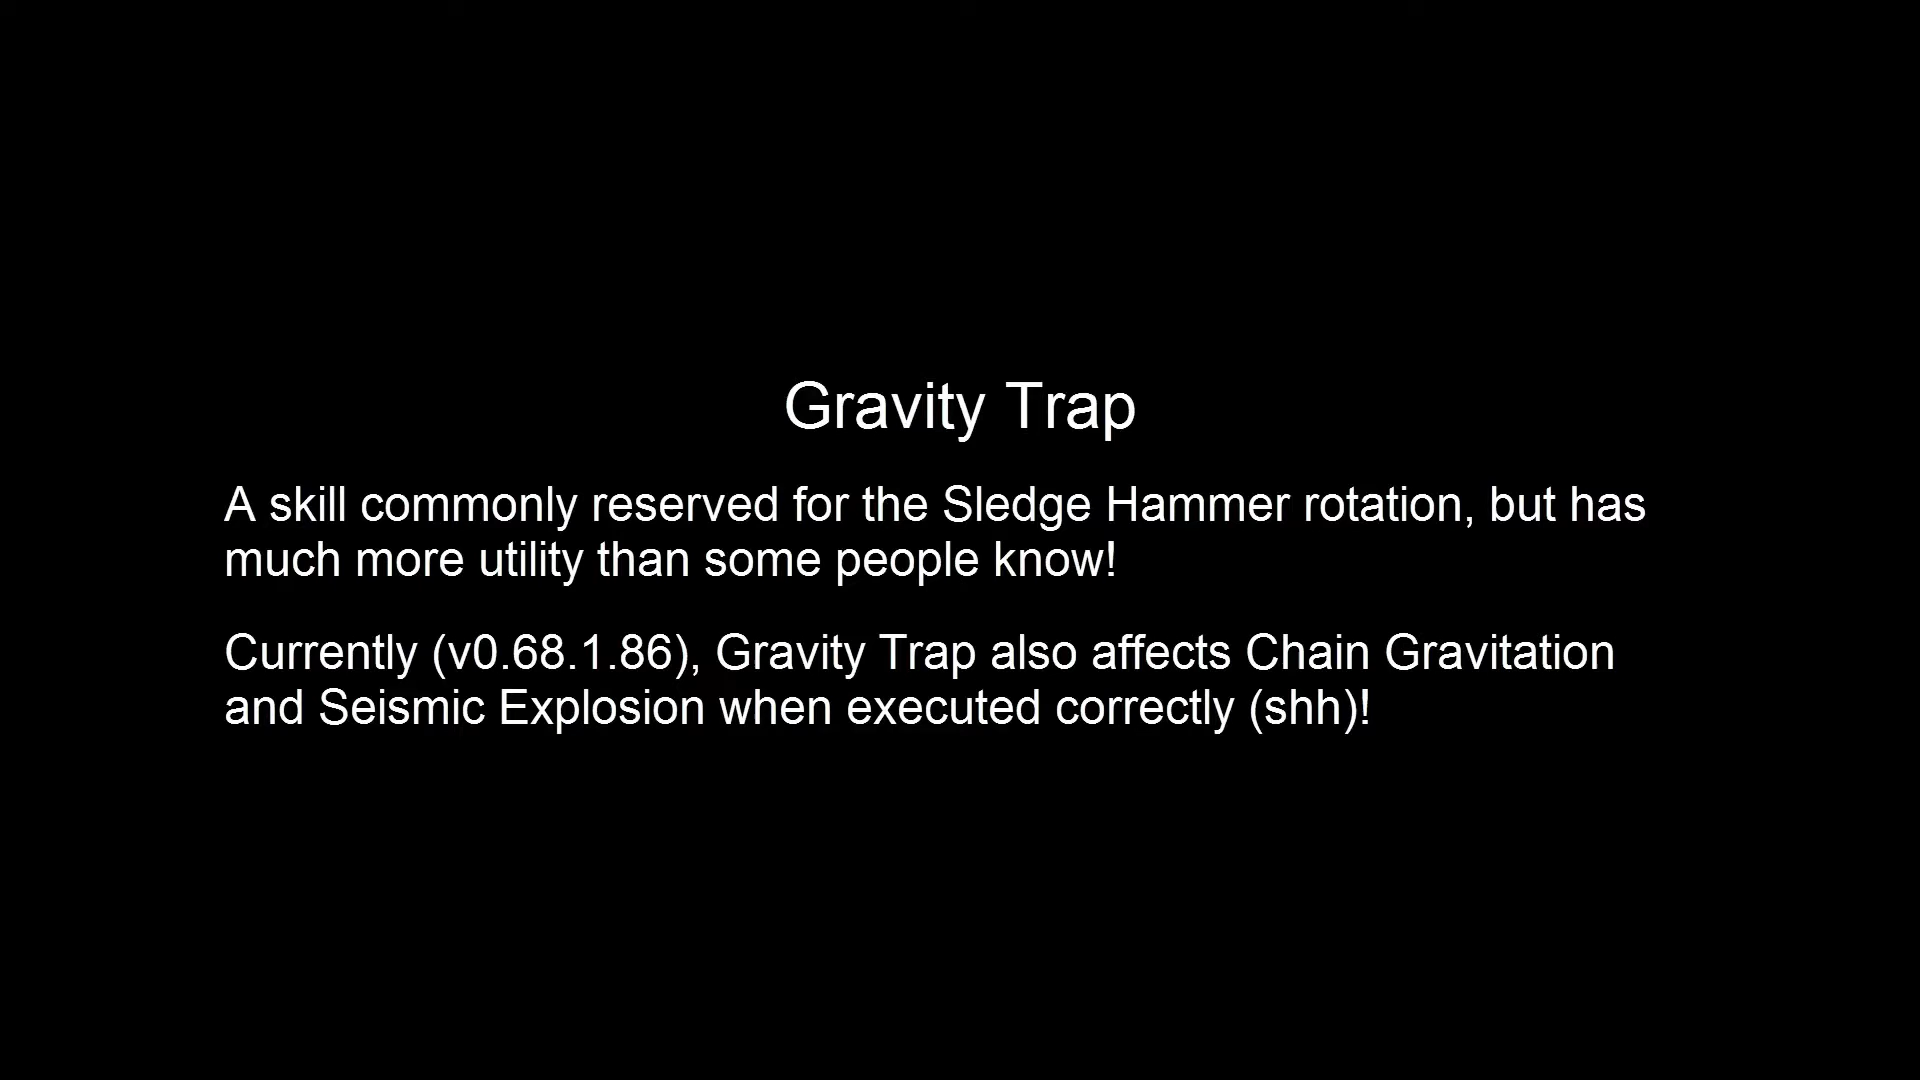 Gravity Trap
A skill commonly reserved for the Sledge Hammer rotation, but has
much more utility than some people know!
Currently (v0.68.1.86), Gravity Trap also affects Chain Gravitation
and Seismic Explosion when executed correctly (shh)!